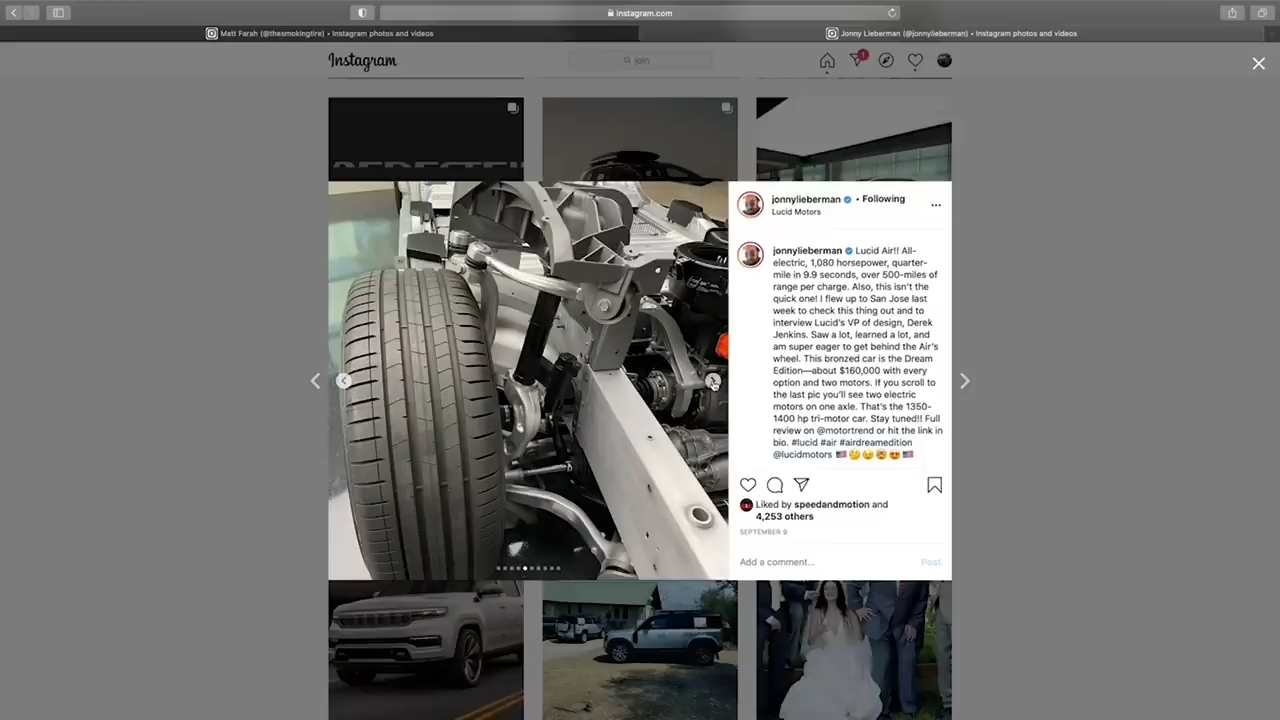 instagram.com
Matt Farah (@thesmokingtire) • Instagram photos and videos
Jonny Lieberman (@jonnylieberman) • Instagram photos and videos
Instagram
join
1
jonnylieberman • Following
Lucid Motors
jonnylieberman Lucid Air!! All-
electric, 1,080 horsepower, quarter-
mile in 9.9 seconds, over 500-miles of
range per charge. Also, this isn't the
quick one! I flew up to San Jose last
week to check this thing out and to
interview Lucid's VP of design, Derek
Jenkins. Saw a lot, learned a lot, and
am super eager to get behind the Air's
wheel. This bronzed car is the Dream
Edition—about $160,000 with every
option and two motors. If you scroll to
the last pic you'll see two electric
motors on one axle. That's the 1350-
1400 hp tri-motor car. Stay tuned!! Full
review on @motortrend or hit the link in
bio. #lucid #air #airdreamedition
@lucidmotors 🇺🇸🤔😉🤯😍🇺🇸
Liked by speedandmotion and
4,253 others
SEPTEMBER 9
Add a comment...
Post